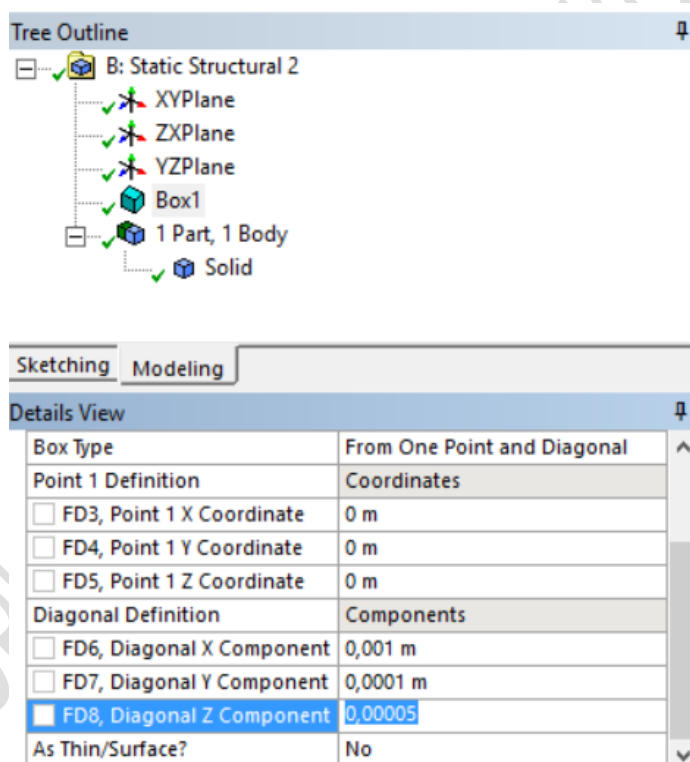 Tree Outline
B: Static Structural 2
XYPlane
ZXPlane
YZPlane
Box1
1 Part, 1 Body
Solid
Sketching Modeling
Details View
Box Type From One Point and Diagonal
Point 1 Definition Coordinates
FD3, Point 1 X Coordinate 0 m
FD4, Point 1 Y Coordinate 0 m
FD5, Point 1 Z Coordinate 0 m
Diagonal Definition Components
FD6, Diagonal X Component 0,001 m
FD7, Diagonal Y Component 0,0001 m
FD8, Diagonal Z Component 0,00005
As Thin/Surface? No